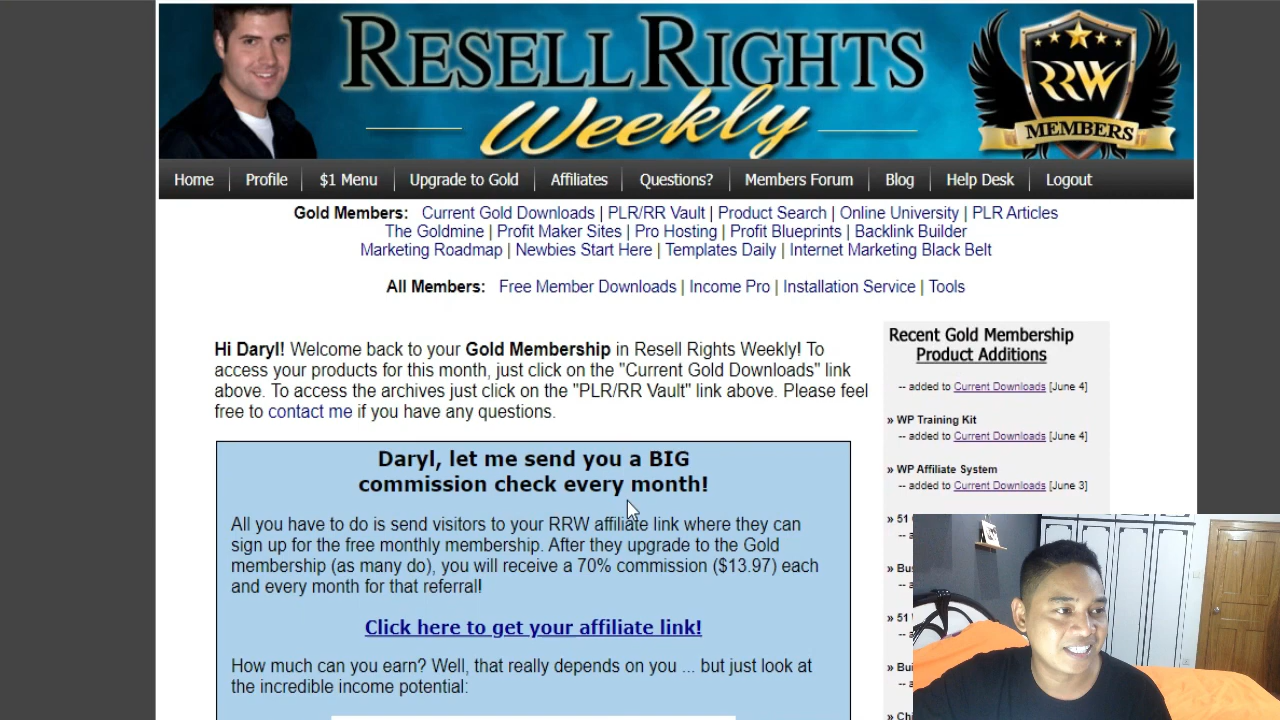 RESELL RIGHTS
Weekly
RRW
MEMBERS
Home
Profile
$1 Menu
Upgrade to Gold
Affiliates
Questions?
Members Forum
Blog
Help Desk
Logout
Gold Members: Current Gold Downloads | PLR/RR Vault | Product Search | Online University | PLR Articles
The Goldmine | Profit Maker Sites | Pro Hosting | Profit Blueprints | Backlink Builder
Marketing Roadmap | Newbies Start Here | Templates Daily | Internet Marketing Black Belt
All Members: Free Member Downloads | Income Pro | Installation Service | Tools
Hi Daryl! Welcome back to your Gold Membership in Resell Rights Weekly! To
access your products for this month, just click on the "Current Gold Downloads" link
above. To access the archives just click on the "PLR/RR Vault" link above. Please feel
free to contact me if you have any questions.
Daryl, let me send you a BIG
commission check every month!
All you have to do is send visitors to your RRW affiliate link where they can
sign up for the free monthly membership. After they upgrade to the Gold
membership (as many do), you will receive a 70% commission ($13.97) each
and every month for that referral!
Click here to get your affiliate link!
How much can you earn? Well, that really depends on you ... but just look at
the incredible income potential:
Recent Gold Membership
Product Additions
-- added to Current Downloads [June 4]
» WP Training Kit
-- added to Current Downloads [June 4]
» WP Affiliate System
-- added to Current Downloads [June 3]
» 51
» 51